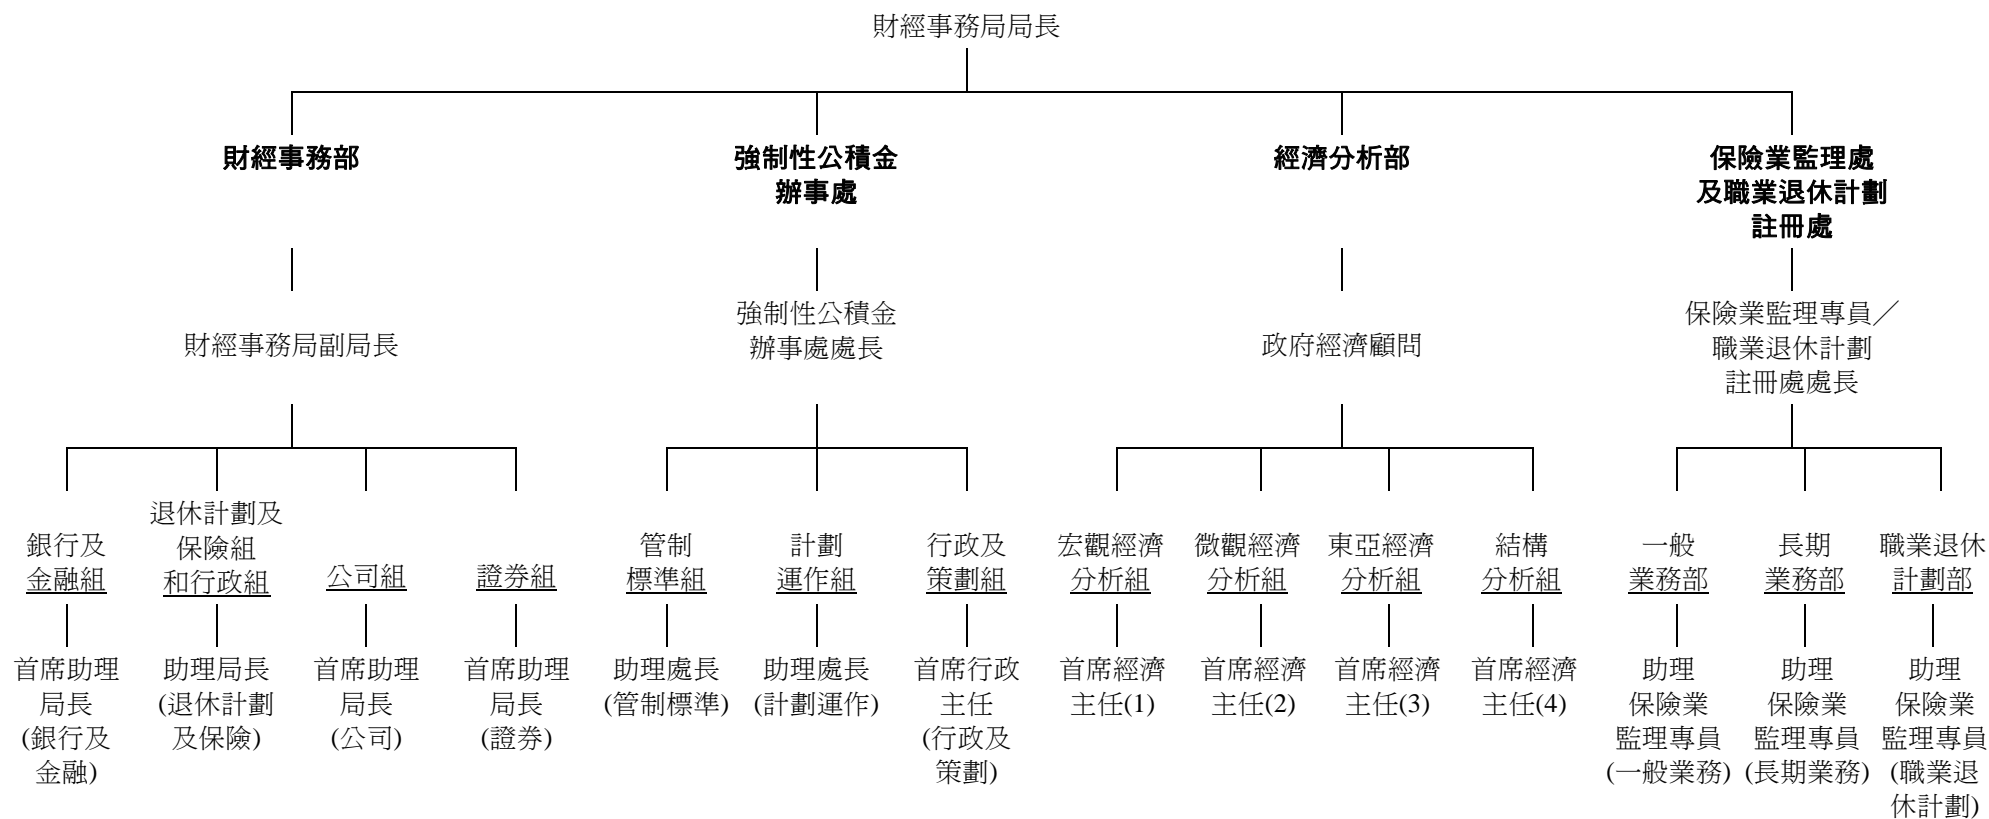 財經事務局局長
財經事務部
強制性公積金
辦事處
經濟分析部
保險業監理處
及職業退休計劃
註冊處
財經事務局副局長
強制性公積金
辦事處處長
政府經濟顧問
保險業監理專員／
職業退休計劃
註冊處處長
銀行及
金融組
退休計劃及
保險組
和行政組
公司組
證券組
管制
標準組
計劃
運作組
行政及
策劃組
宏觀經濟
分析組
微觀經濟
分析組
東亞經濟
分析組
結構
分析組
一般
業務部
長期
業務部
職業退休
計劃部
首席助理
局長
(銀行及
金融)
助理局長
(退休計劃
及保險)
首席助理
局長
(公司)
首席助理
局長
(證券)
助理處長
(管制標準)
助理處長
(計劃運作)
首席行政
主任
(行政及
策劃)
首席經濟
主任(1)
首席經濟
主任(2)
首席經濟
主任(3)
首席經濟
主任(4)
助理
保險業
監理專員
(一般業務)
助理
保險業
監理專員
(長期業務)
助理
保險業
監理專員
(職業退
休計劃)